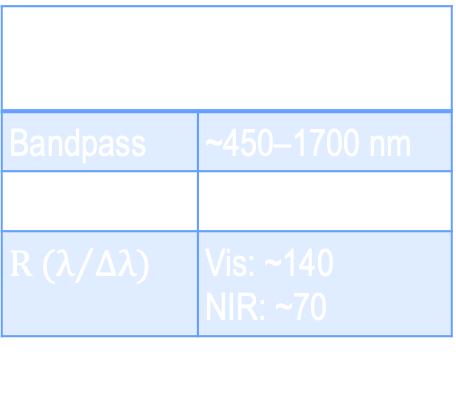 Bandpass ~450–1700 nm
R (λ/Δλ) Vis: ~140
NIR: ~70